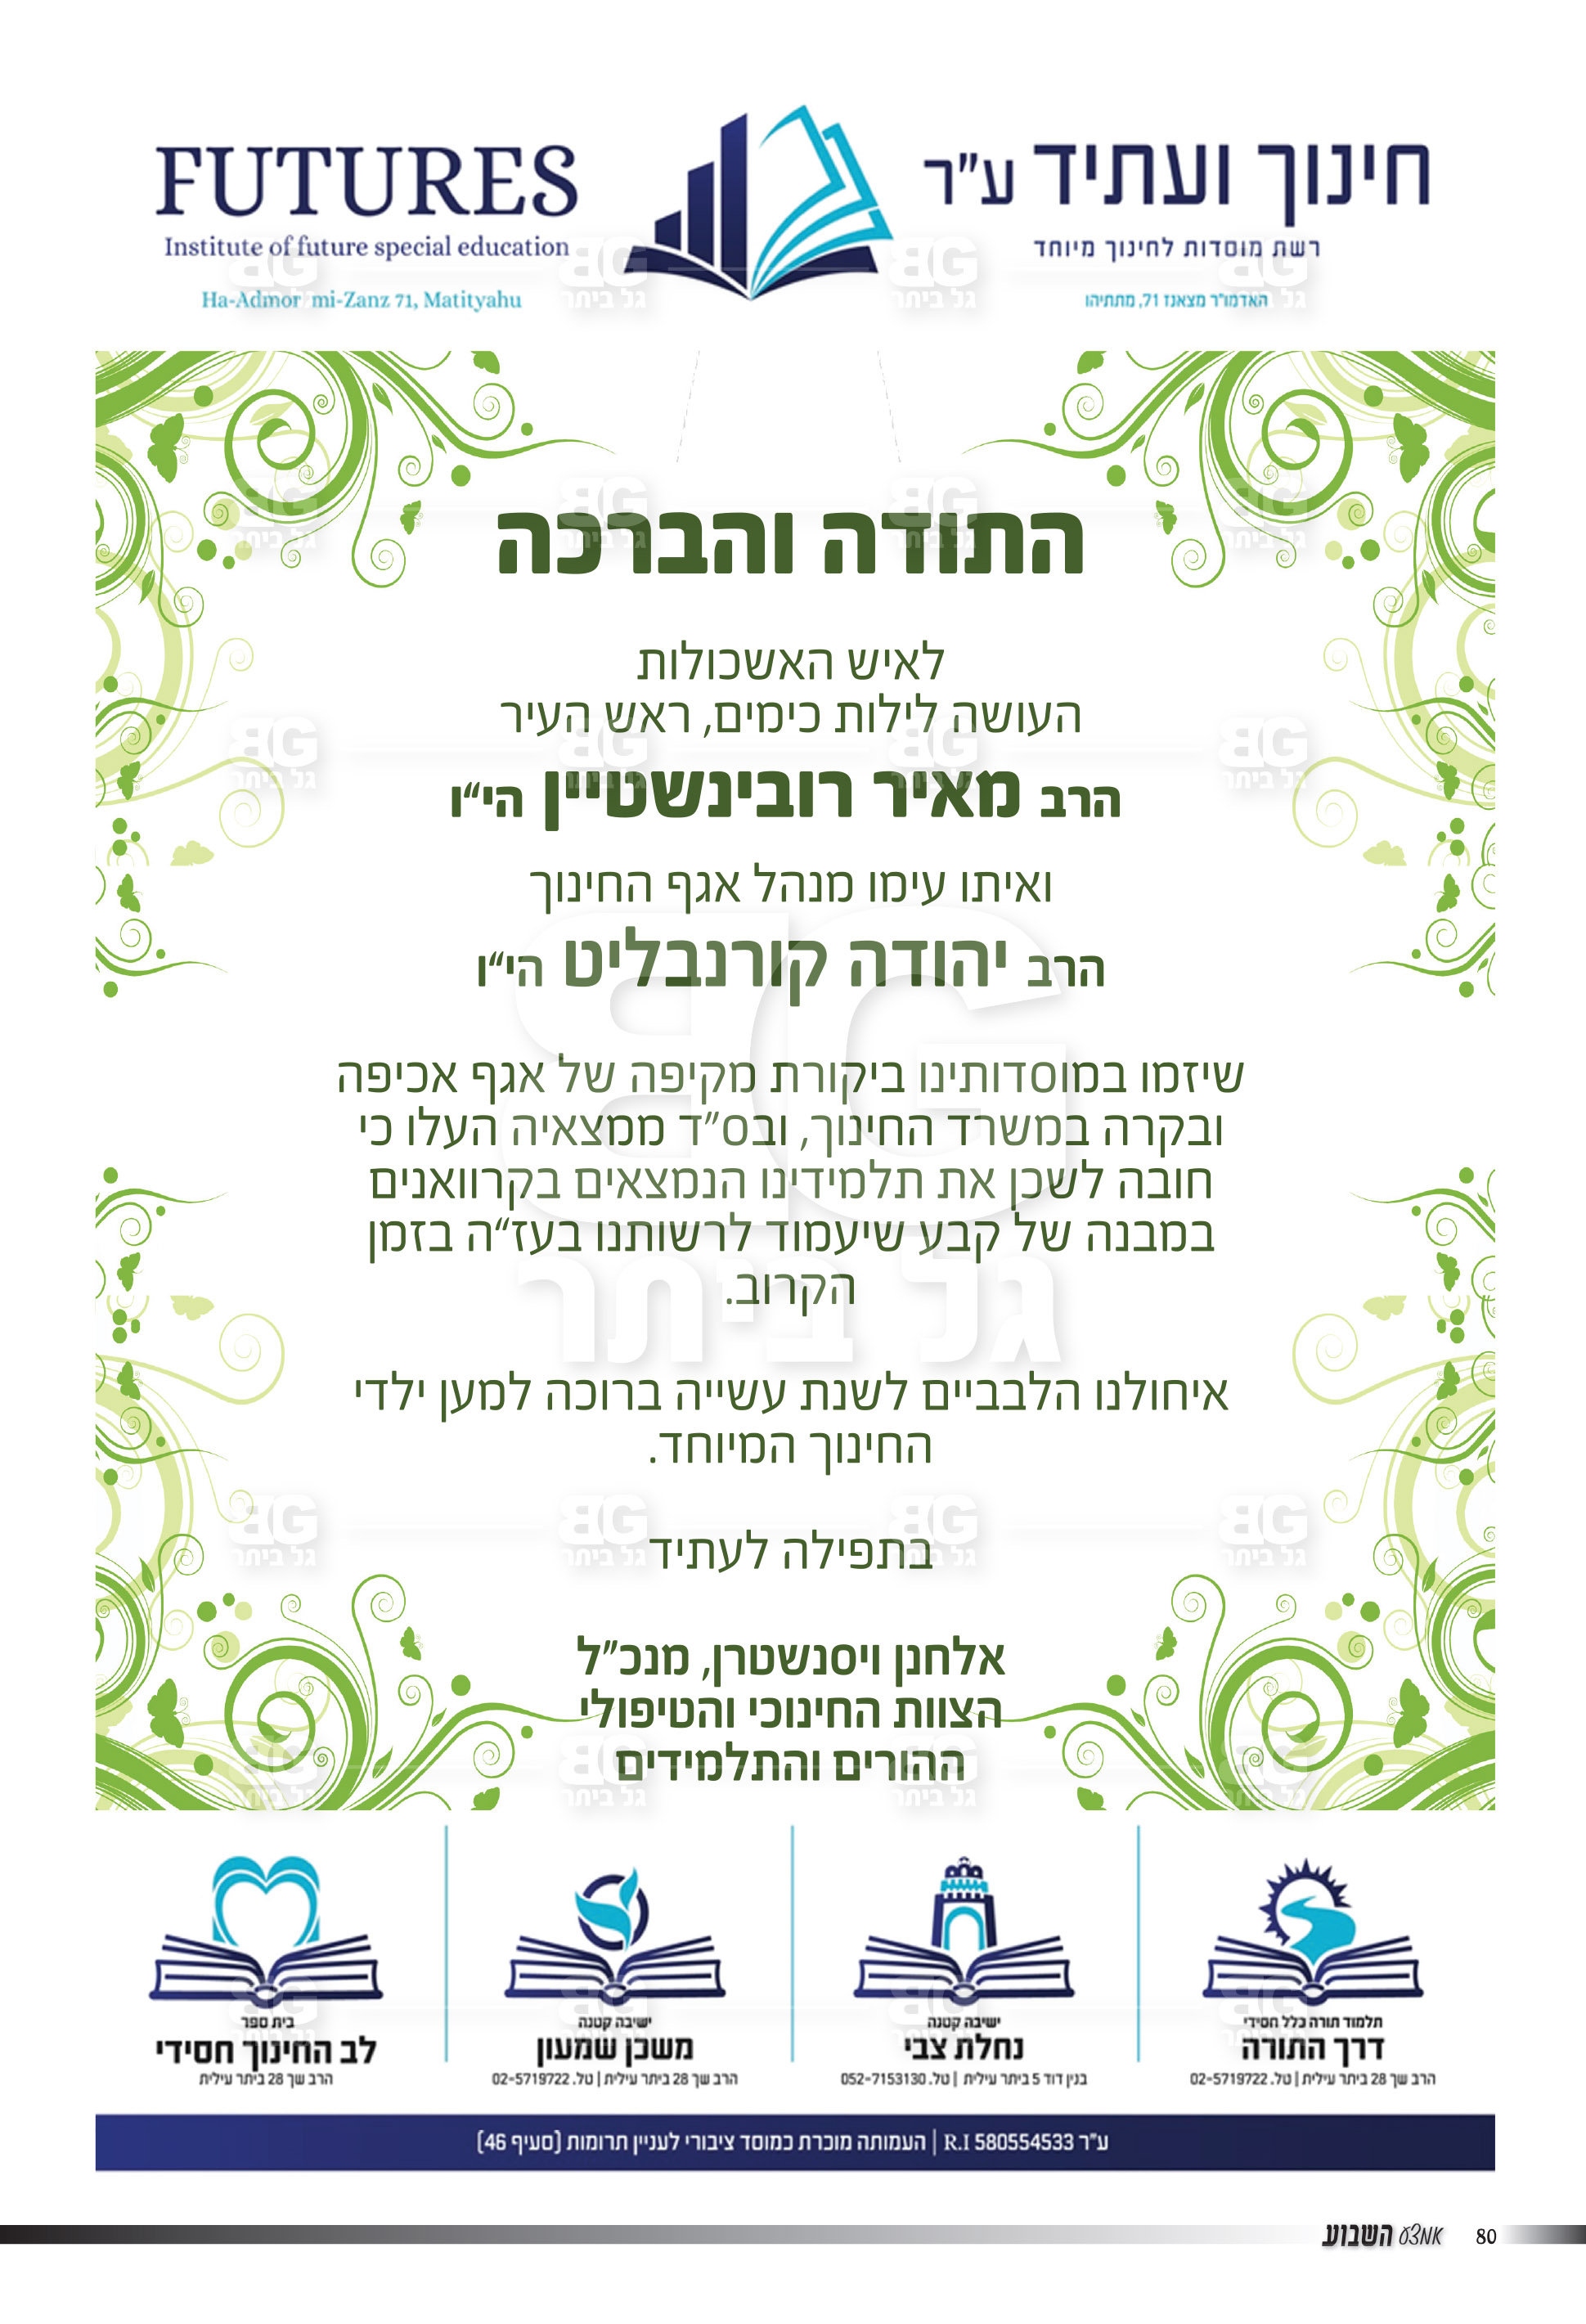 חינוך ועתיד ע"ר
רשת מוסדות לחינוך מיוחד
האדמו"ר מצאנז 71, מתתיהו
FUTURES
Institute of future special education
Ha-Admor mi-Zanz 71, Matityahu
התודה והברכה
לאיש האשכולות
העושה לילות כימים, ראש העיר
הרב מאיר רובינשטיין הי"ו
ואיתו עימו מנהל אגף החינוך
הרב יהודה קורנבליט הי"ו
שיזמו במוסדותינו ביקורת מקיפה של אגף אכיפה
ובקרה במשרד החינוך, ובס"ד ממצאיה העלו כי
חובה לשכן את תלמידינו הנמצאים בקרוואנים
במבנה של קבע שיעמוד לרשותנו בעז"ה בזמן
הקרוב.
איחולנו הלבביים לשנת עשייה ברוכה למען ילדי
החינוך המיוחד.
בתפילה לעתיד
אלחנן ויסנשטרן, מנכ"ל
הצוות החינוכי והטיפולי
ההורים והתלמידים
תלמוד תורה כלל חסידי
דרך התורה
הרב שך 28 ביתר עילית | טל. 02-5719722
ישיבה קטנה
נחלת צבי
בנין דוד 5 ביתר עילית | טל. 052-7153130
ישיבה קטנה
משכן שמעון
הרב שך 28 ביתר עילית | טל. 02-5719722
בית ספר
לב החינוך חסידי
הרב שך 28 ביתר עילית
ע"ר R.I 580554533 | העמותה מוכרת כמוסד ציבורי לעניין תרומות (סעיף 46)
80 אמצע השבוע
BG
גל ביתר